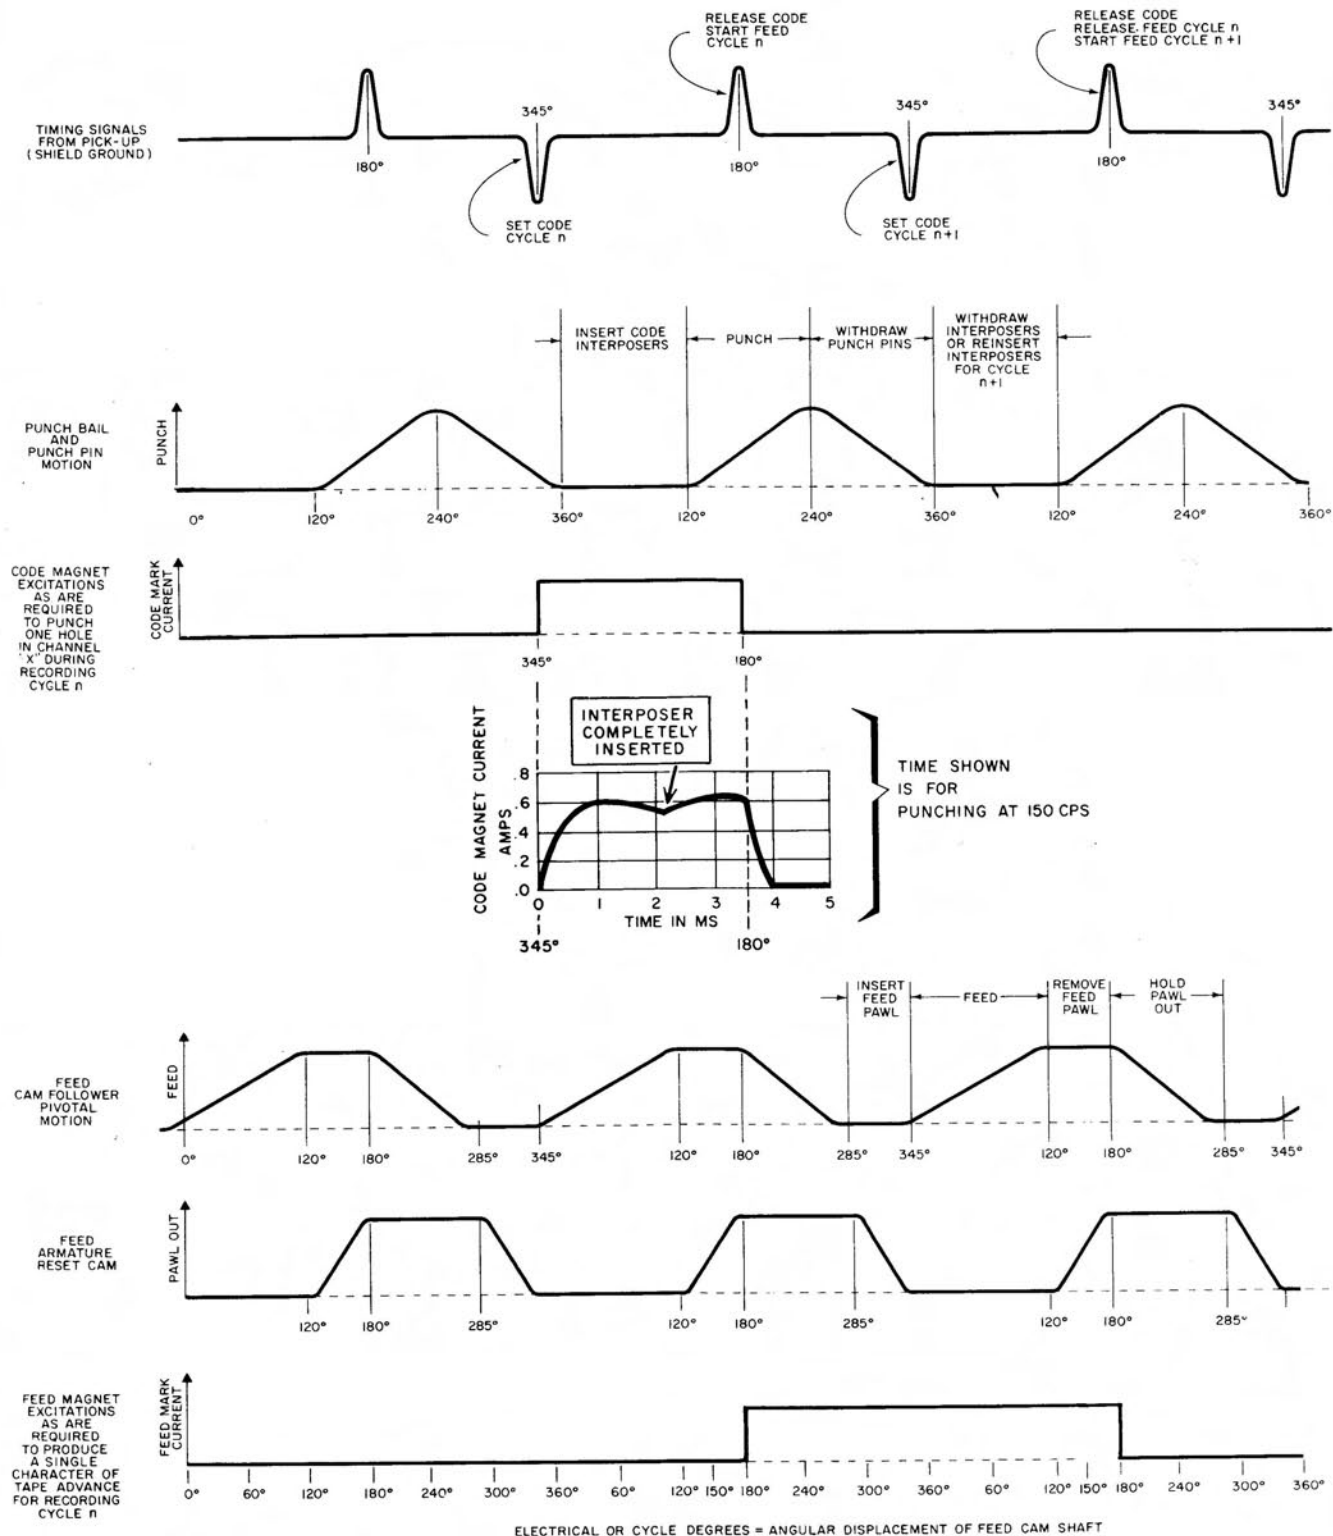 RELEASE CODE
START FEED
CYCLE n
RELEASE CODE
RELEASE FEED CYCLE n
START FEED CYCLE n+1
TIMING SIGNALS
FROM PICK-UP
(SHIELD GROUND)
180°
345°
180°
345°
180°
345°
SET CODE
CYCLE n
SET CODE
CYCLE n+1
INSERT CODE
INTERPOSERS
PUNCH
WITHDRAW
PUNCH PINS
WITHDRAW
INTERPOSERS
OR REINSERT
INTERPOSERS
FOR CYCLE
n+1
PUNCH BAIL
AND
PUNCH PIN
MOTION
PUNCH
0° 120° 240° 360° 120° 240° 360° 120° 240° 360°
CODE MAGNET
EXCITATIONS
AS ARE
REQUIRED
TO PUNCH
ONE HOLE
IN CHANNEL
"X" DURING
RECORDING
CYCLE n
CODE MARK
CURRENT
345° 180°
INTERPOSER
COMPLETELY
INSERTED
CODE MAGNET CURRENT
AMPS
.8
.6
.4
.2
.0
0 1 2 3 4 5
TIME IN MS
345° 180°
TIME SHOWN
IS FOR
PUNCHING AT 150 CPS
INSERT
FEED
PAWL
FEED
REMOVE
FEED
PAWL
HOLD
PAWL
OUT
FEED
CAM FOLLOWER
PIVOTAL
MOTION
FEED
0° 120° 180° 285° 345° 120° 180° 285° 345° 120° 180° 285° 345°
FEED
ARMATURE
RESET CAM
PAWL OUT
120° 180° 285° 120° 180° 285° 120° 180° 285°
FEED MAGNET
EXCITATIONS
AS ARE
REQUIRED
TO PRODUCE
A SINGLE
CHARACTER OF
TAPE ADVANCE
FOR RECORDING
CYCLE n
FEED MARK
CURRENT
0° 60° 120° 180° 240° 300° 360° 60° 120° 150° 180° 240° 300° 360° 60° 120° 150° 180° 240° 300° 360°
ELECTRICAL OR CYCLE DEGREES = ANGULAR DISPLACEMENT OF FEED CAM SHAFT